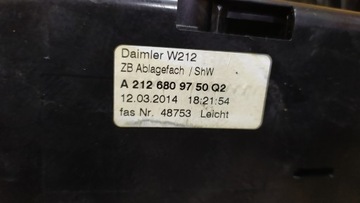 Daimler W212
ZB Ablagefach / ShW
A 212 680 97 50 Q2
12.03.2014 18:21:54
fas Nr. 48753 Leicht